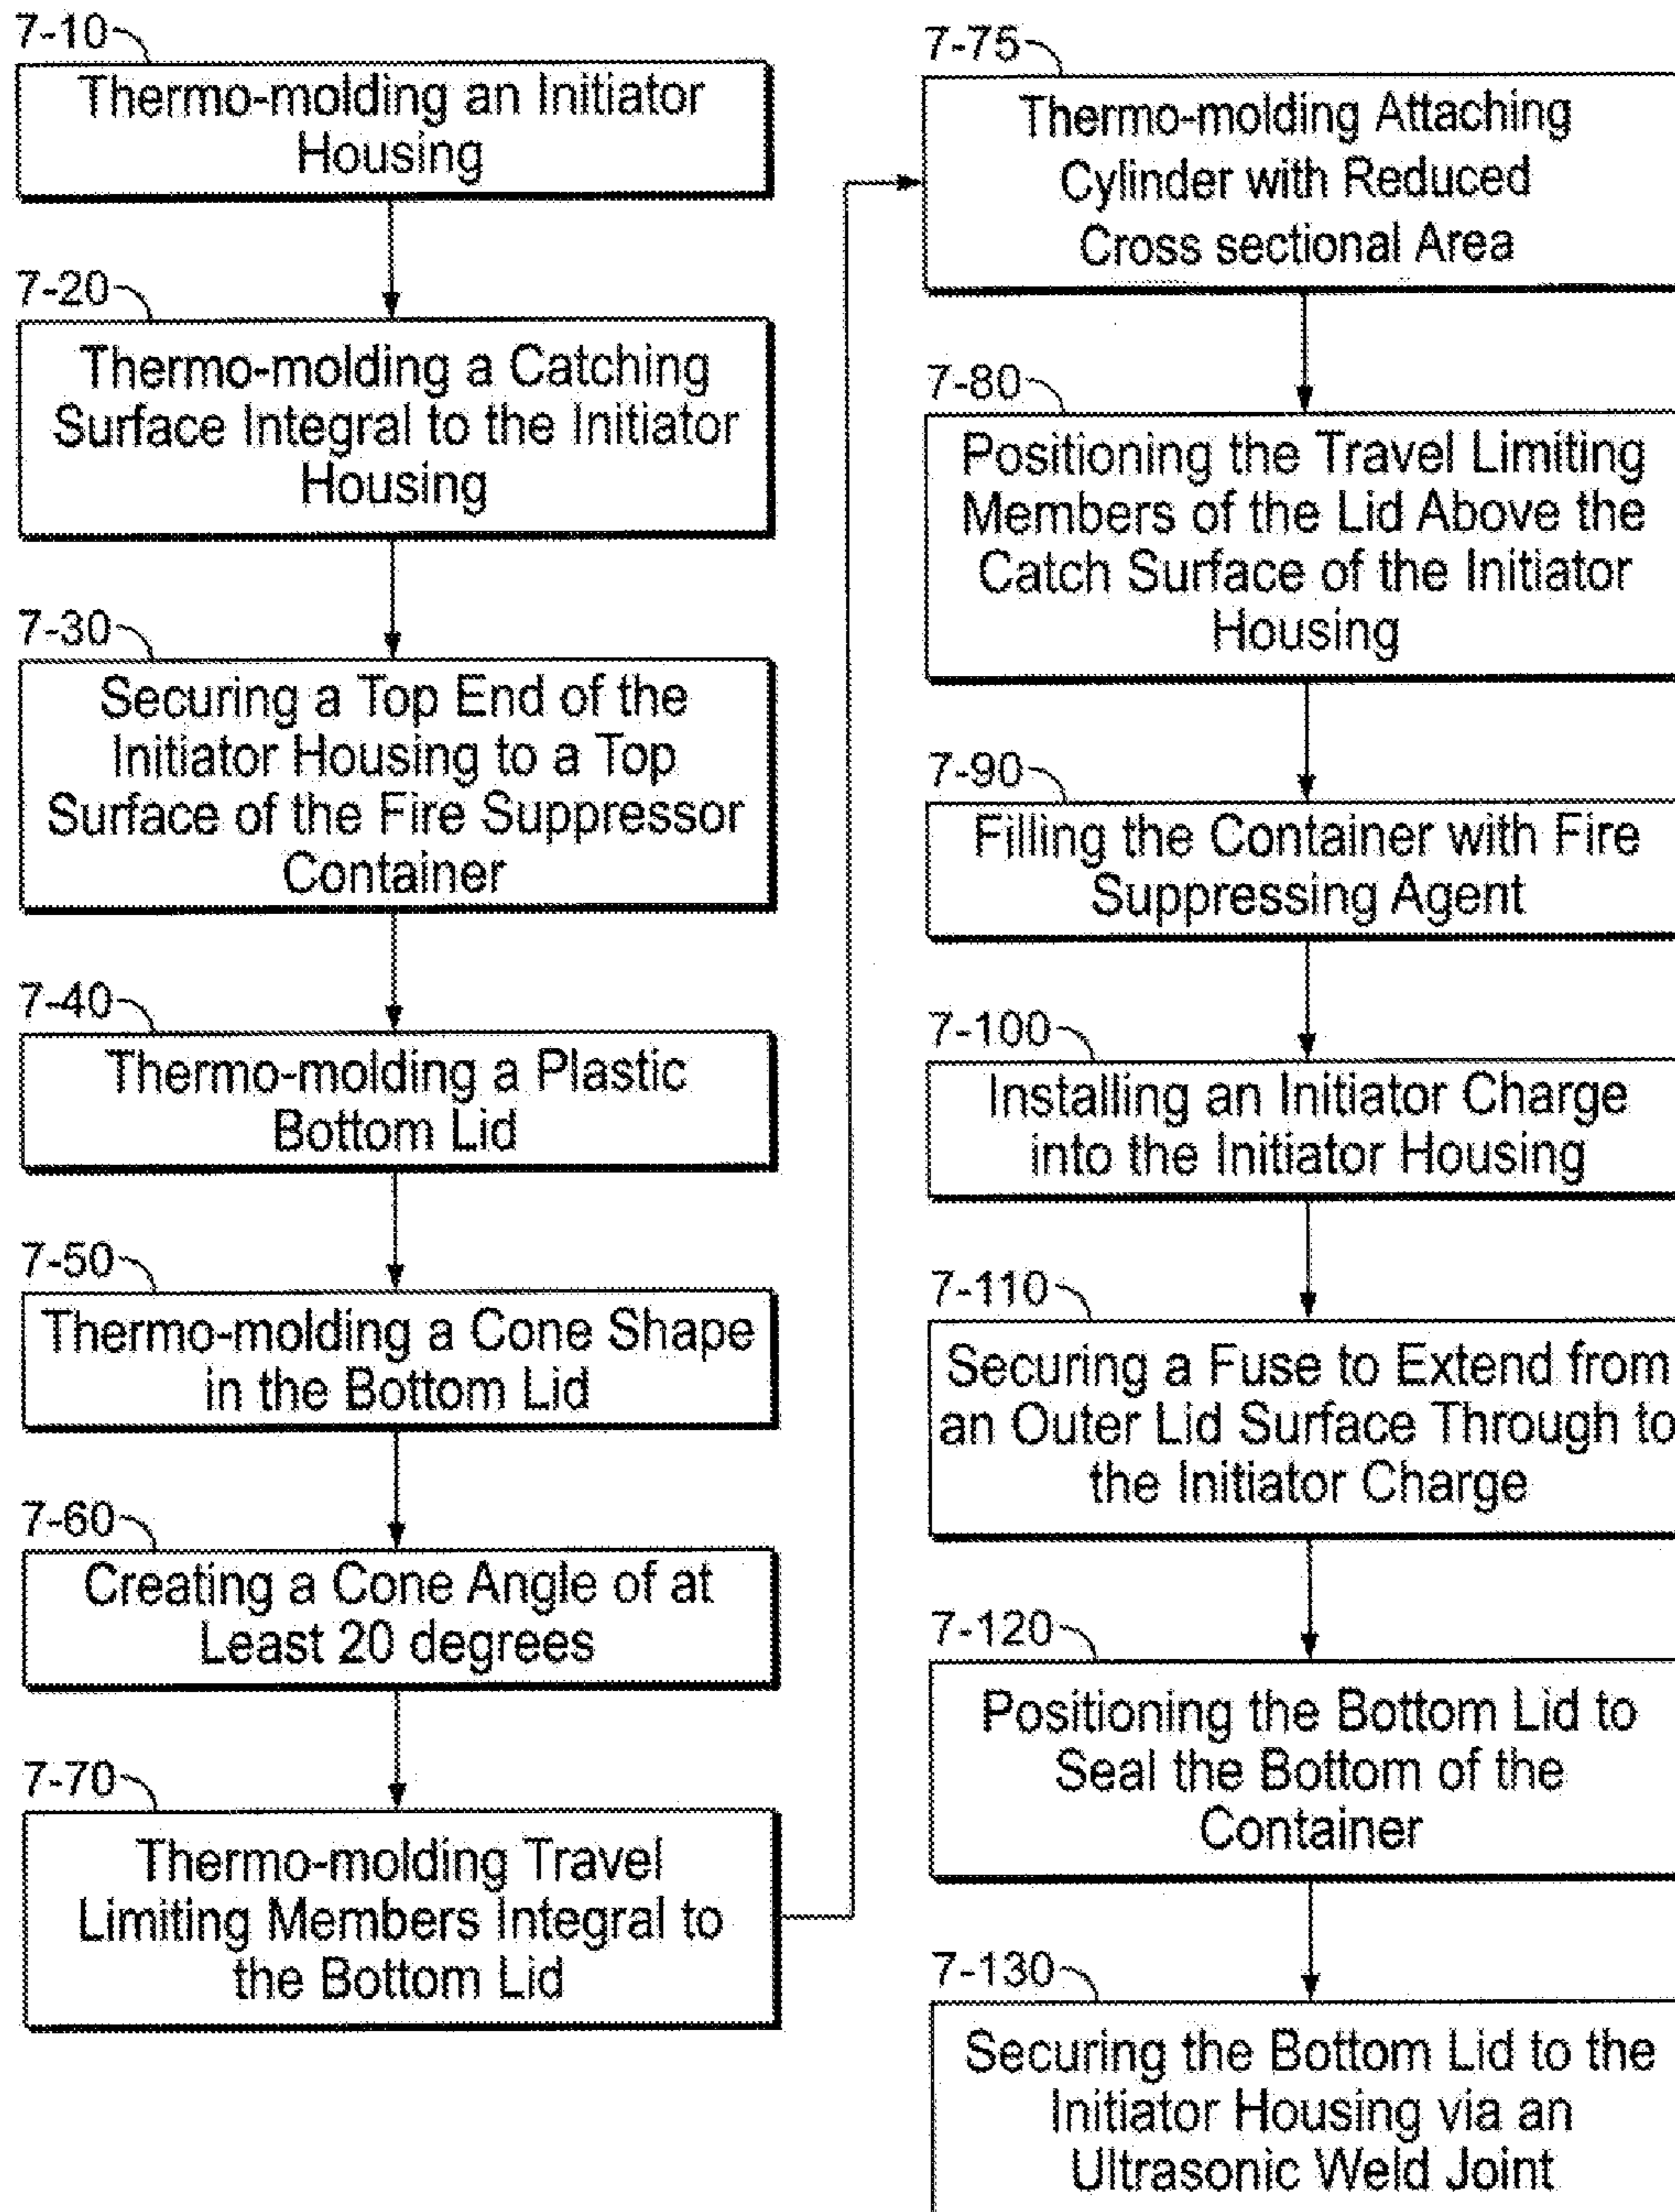 7-10
Thermo-molding an Initiator
Housing
7-20
Thermo-molding a Catching
Surface Integral to the Initiator
Housing
7-30
Securing a Top End of the
Initiator Housing to a Top
Surface of the Fire Suppressor
Container
7-40
Thermo-molding a Plastic
Bottom Lid
7-50
Thermo-molding a Cone Shape
in the Bottom Lid
7-60
Creating a Cone Angle of at
Least 20 degrees
7-70
Thermo-molding Travel
Limiting Members Integral to
the Bottom Lid
7-75
Thermo-molding Attaching
Cylinder with Reduced
Cross sectional Area
7-80
Positioning the Travel Limiting
Members of the Lid Above the
Catch Surface of the Initiator
Housing
7-90
Filling the Container with Fire
Suppressing Agent
7-100
Installing an Initiator Charge
into the Initiator Housing
7-110
Securing a Fuse to Extend from
an Outer Lid Surface Through to
the Initiator Charge
7-120
Positioning the Bottom Lid to
Seal the Bottom of the
Container
7-130
Securing the Bottom Lid to the
Initiator Housing via an
Ultrasonic Weld Joint